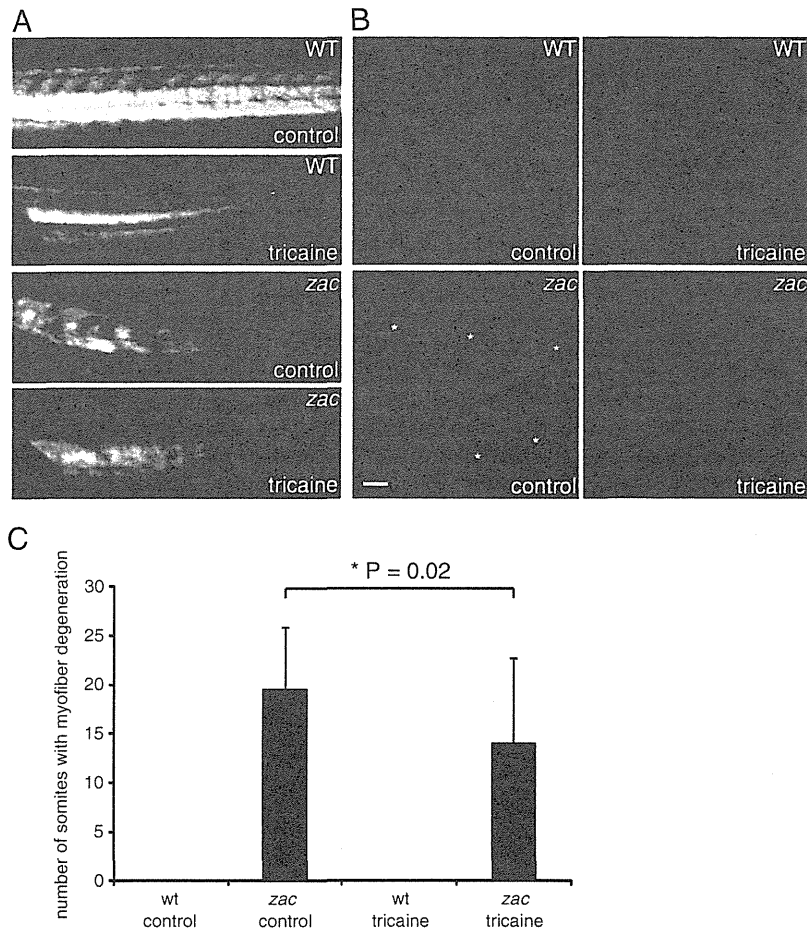 A
WT
control
WT
tricaine
zac
control
zac
tricaine
B
WT
control
WT
tricaine
zac
control
zac
tricaine
C
* P = 0.02
number of somites with myofiber degeneration
30
25
20
15
10
5
0
wt control
zac control
wt tricaine
zac tricaine